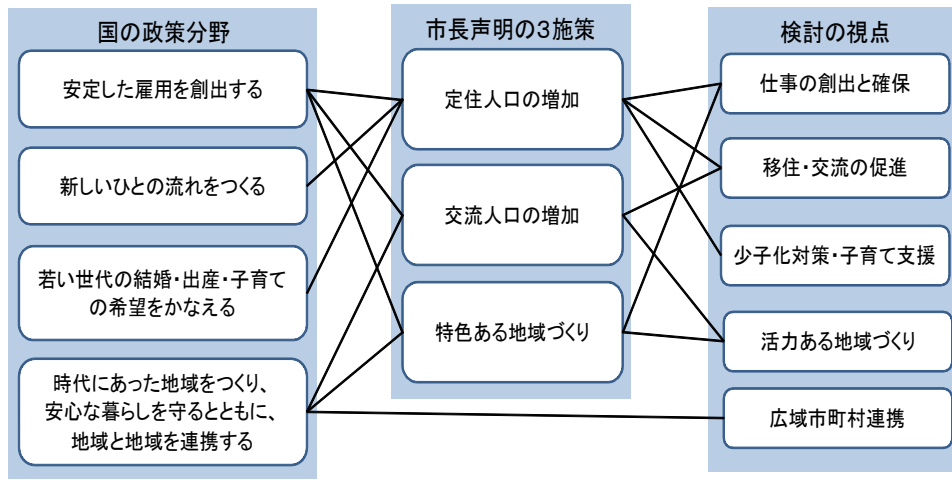 国の政策分野
安定した雇用を創出する
新しいひとの流れをつくる
若い世代の結婚・出産・子育て
の希望をかなえる
時代にあった地域をつくり、
安心な暮らしを守るとともに、
地域と地域を連携する
市長声明の3施策
定住人口の増加
交流人口の増加
特色ある地域づくり
検討の視点
仕事の創出と確保
移住・交流の促進
少子化対策・子育て支援
活力ある地域づくり
広域市町村連携